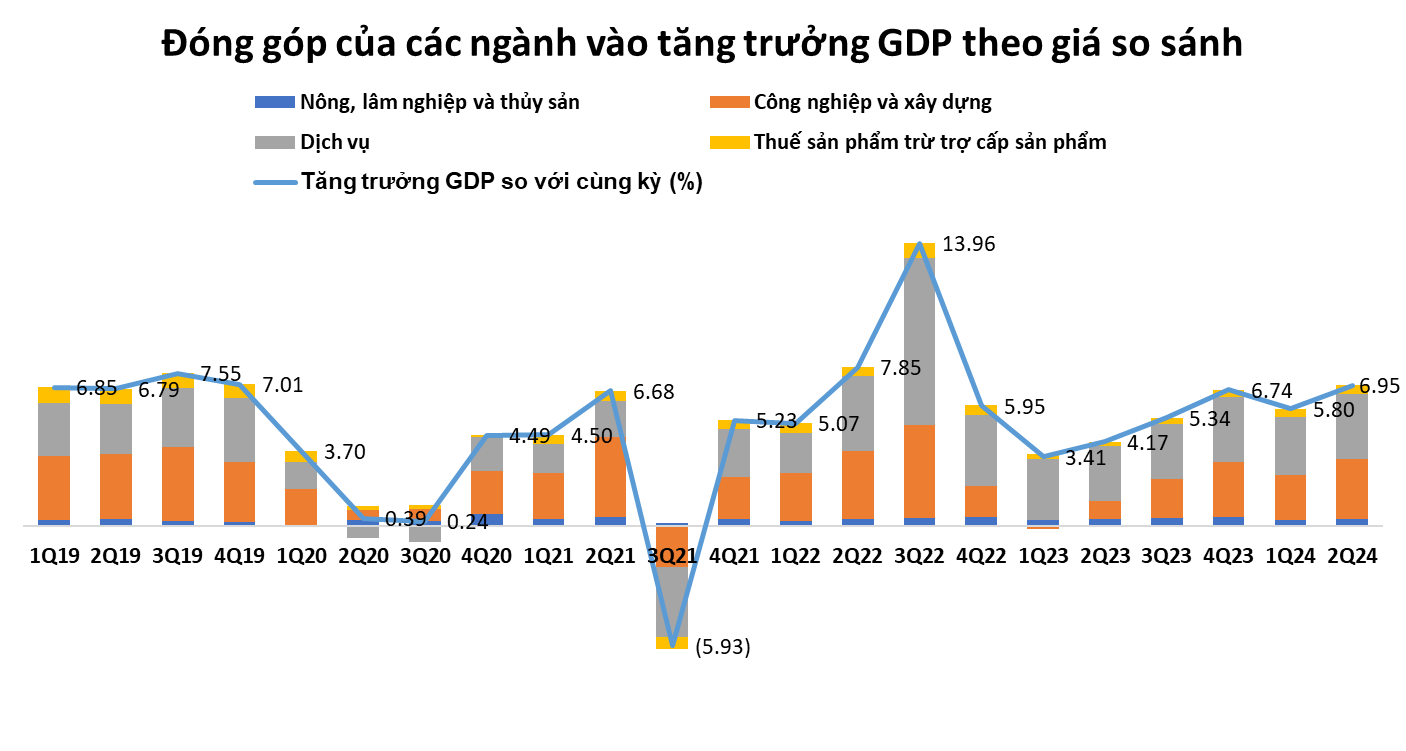 Đóng góp của các ngành vào tăng trưởng GDP theo giá so sánh
Nông, lâm nghiệp và thủy sản
Công nghiệp và xây dựng
Dịch vụ
Thuế sản phẩm trừ trợ cấp sản phẩm
Tăng trưởng GDP so với cùng kỳ (%)
6.85 6.79 7.55 7.01 3.70 0.39 0.24 4.49 4.50 6.68 (5.93) 5.23 5.07 7.85 13.96 5.95 3.41 4.17 5.34 6.74 5.80 6.95
1Q19 2Q19 3Q19 4Q19 1Q20 2Q20 3Q20 4Q20 1Q21 2Q21 3Q21 4Q21 1Q22 2Q22 3Q22 4Q22 1Q23 2Q23 3Q23 4Q23 1Q24 2Q24